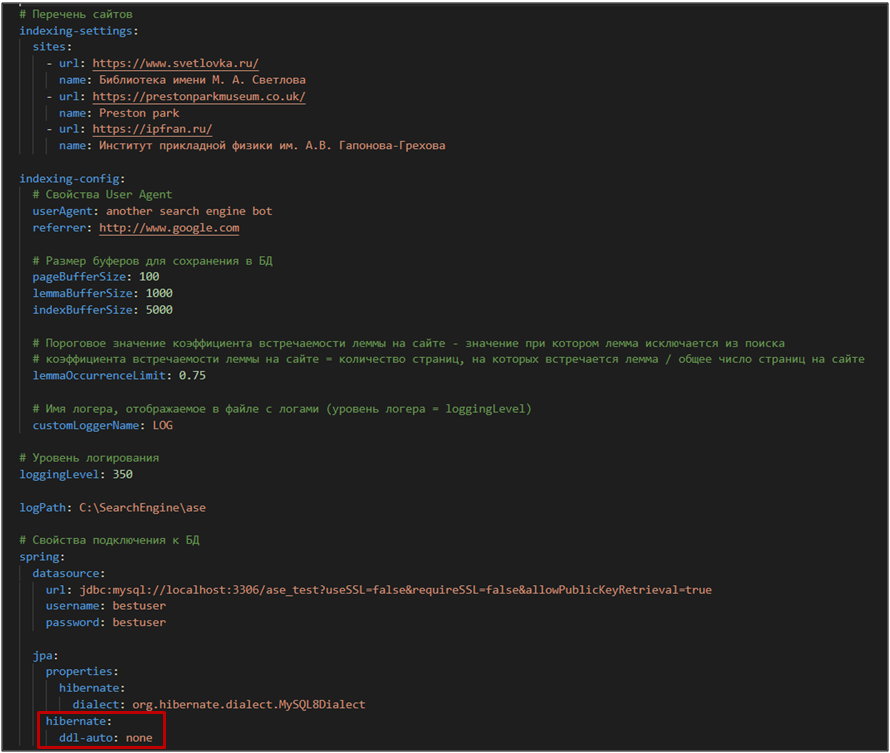 # Перечень сайтов
indexing-settings:
  sites:
    - url: https://www.svetlovka.ru/
      name: Библиотека имени М. А. Светлова
    - url: https://prestonparkmuseum.co.uk/
      name: Preston park
    - url: https://ipfran.ru/
      name: Институт прикладной физики им. А.В. Гапонова-Грехова

indexing-config:
  # Свойства User Agent
  userAgent: another search engine bot
  referrer: http://www.google.com

  # Размер буферов для сохранения в БД
  pageBufferSize: 100
  lemmaBufferSize: 1000
  indexBufferSize: 5000

  # Пороговое значение коэффициента встречаемости леммы на сайте - значение при котором лемма исключается из поиска
  # коэффициента встречаемости леммы на сайте = количество страниц, на которых встречается лемма / общее число страниц на сайте
  lemmaOccurrenceLimit: 0.75

  # Имя логера, отображаемое в файле с логами (уровень логера = loggingLevel)
  customLoggerName: LOG

# Уровень логирования
loggingLevel: 350

logPath: C:\SearchEngine\ase

# Свойства подключения к БД
spring:
  datasource:
    url: jdbc:mysql://localhost:3306/ase_test?useSSL=false&requireSSL=false&allowPublicKeyRetrieval=true
    username: bestuser
    password: bestuser

  jpa:
    properties:
      hibernate:
        dialect: org.hibernate.dialect.MySQL8Dialect
    hibernate:
      ddl-auto: none